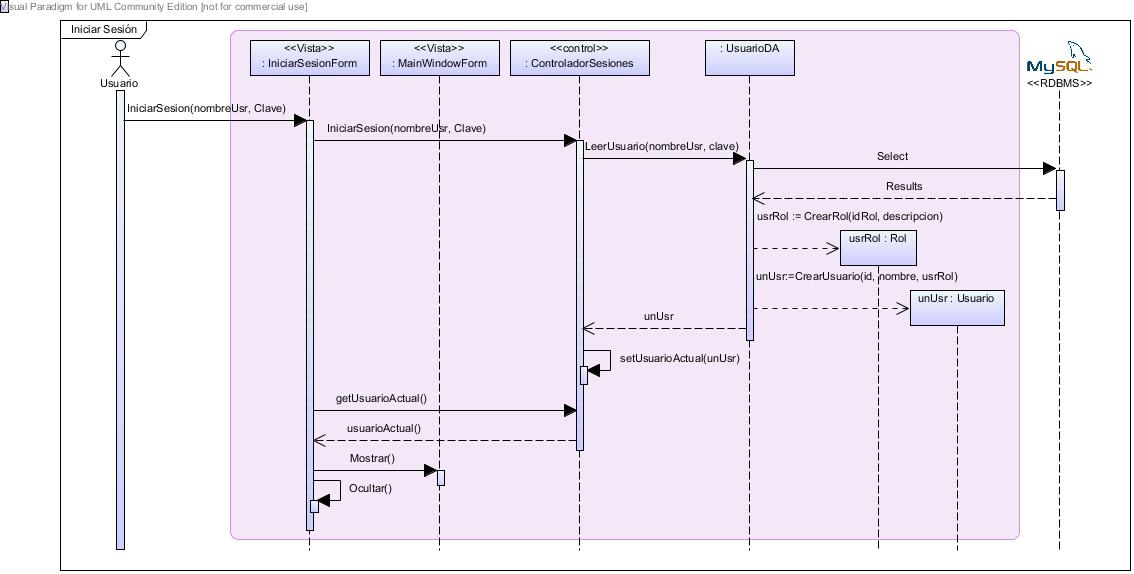 Visual Paradigm for UML Community Edition [not for commercial use]
Iniciar Sesión
Usuario
<<Vista>>
: IniciarSesionForm
<<Vista>>
: MainWindowForm
<<control>>
: ControladorSesiones
: UsuarioDA
MySQL
<<RDBMS>>
IniciarSesion(nombreUsr, Clave)
IniciarSesion(nombreUsr, Clave)
LeerUsuario(nombreUsr, clave)
Select
Results
usrRol := CrearRol(idRol, descripcion)
usrRol : Rol
unUsr:=CrearUsuario(id, nombre, usrRol)
unUsr : Usuario
unUsr
setUsuarioActual(unUsr)
getUsuarioActual()
usuarioActual()
Mostrar()
Ocultar()